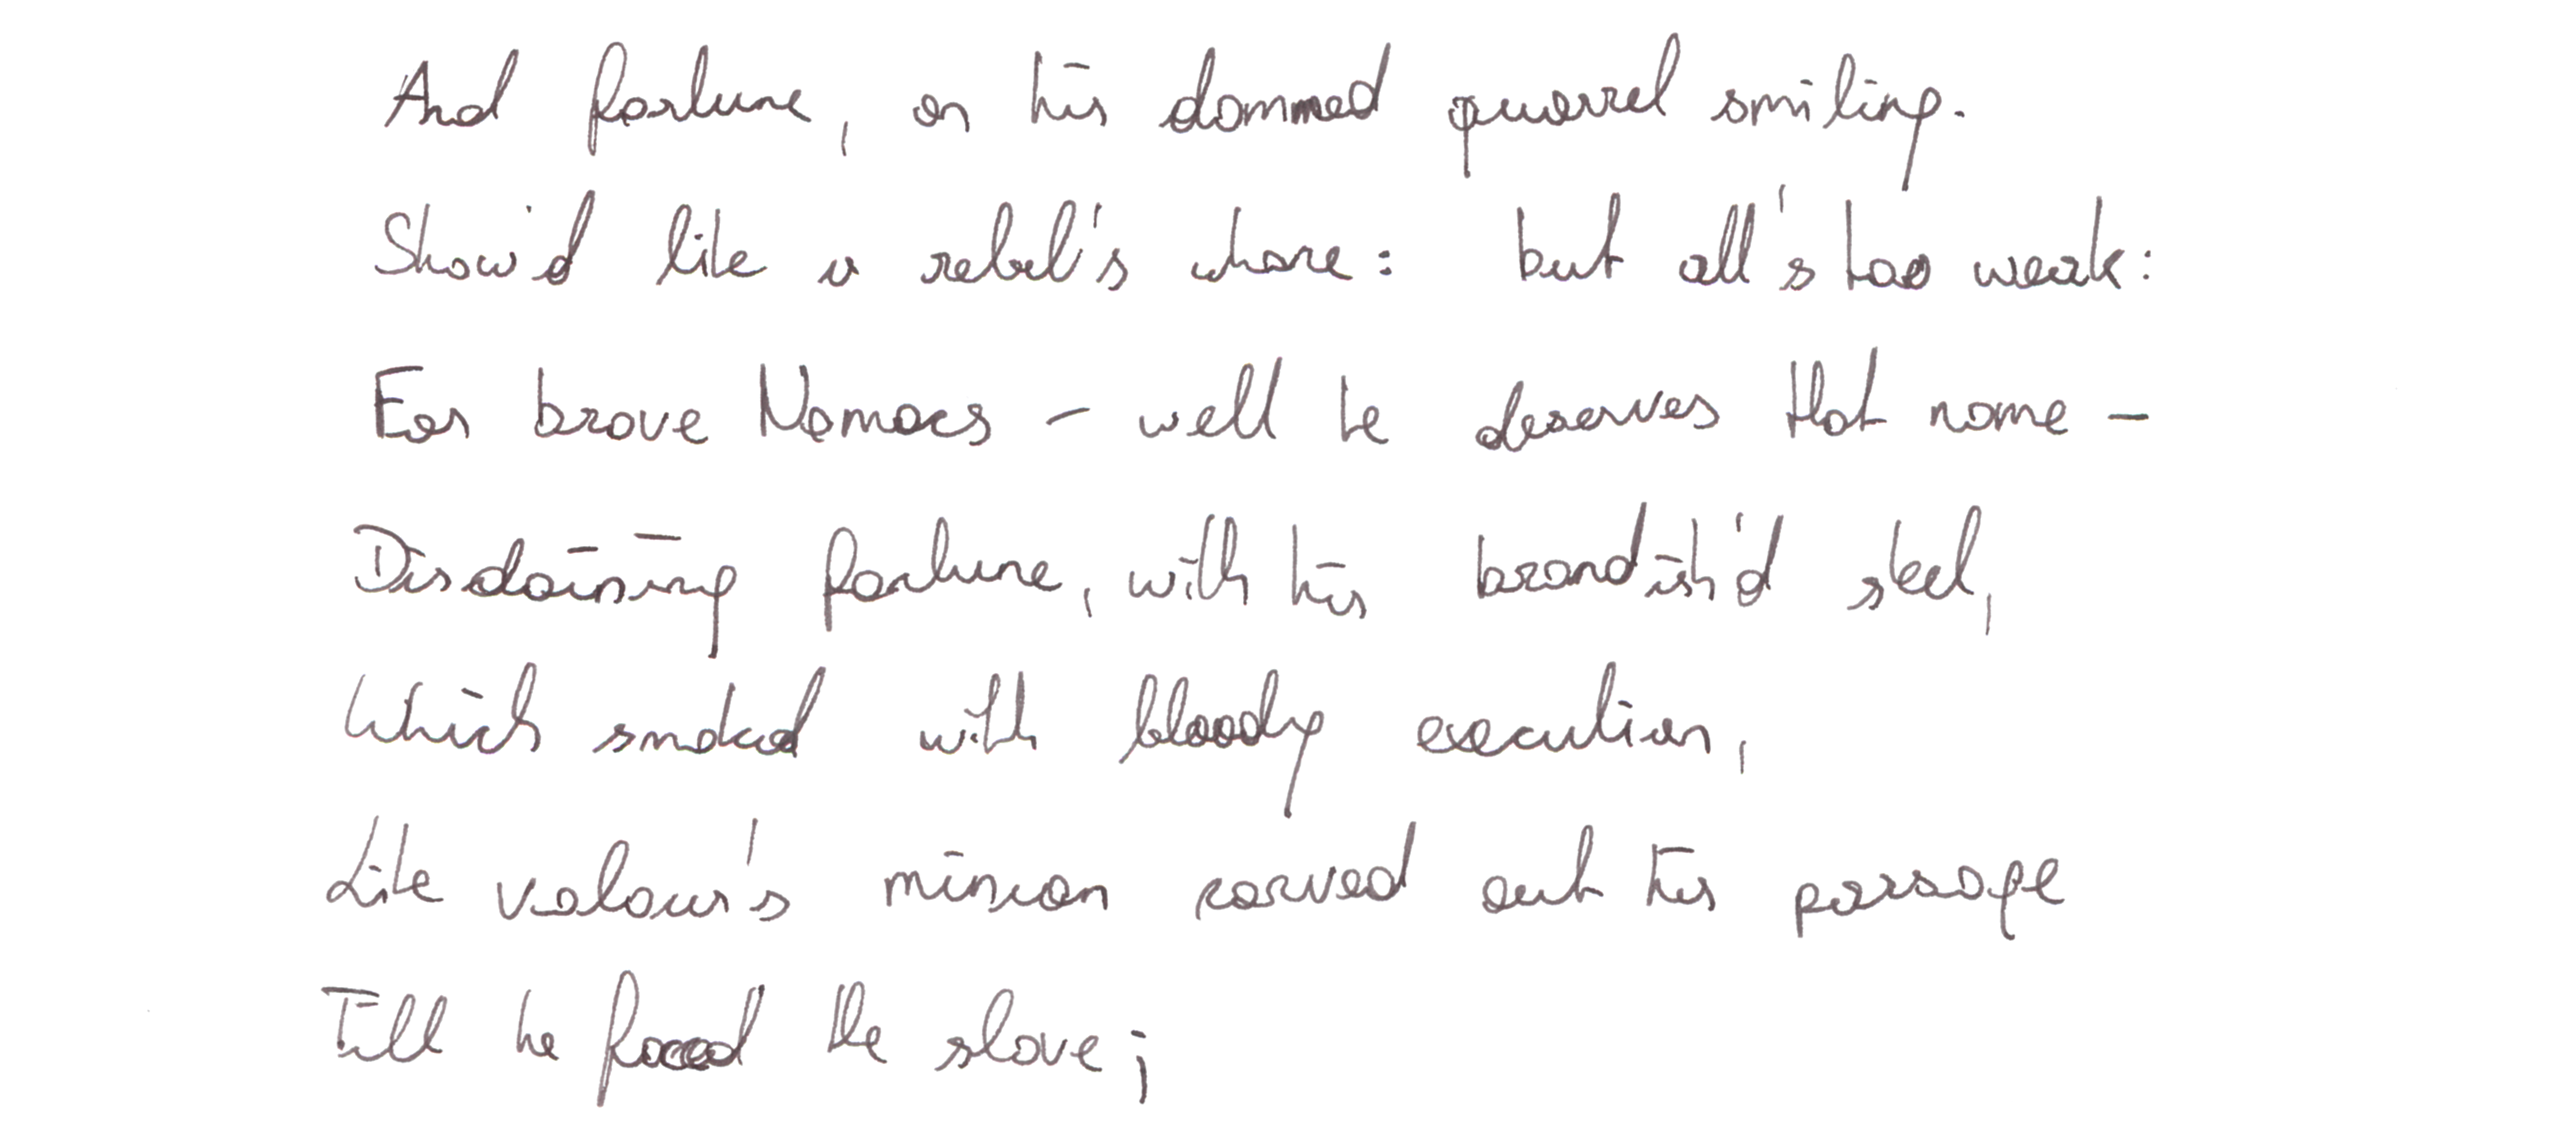 And fortune, on his dammed quarrel smiling.
Show'd like a rebel's whore: but all's too weak:
For brave Namacs – well he deserves that name –
Disdaining fortune, with his brandish'd steel,
Which smoked with bloody execution,
Like valour's minion carved out his passage
Till he faced the slave;